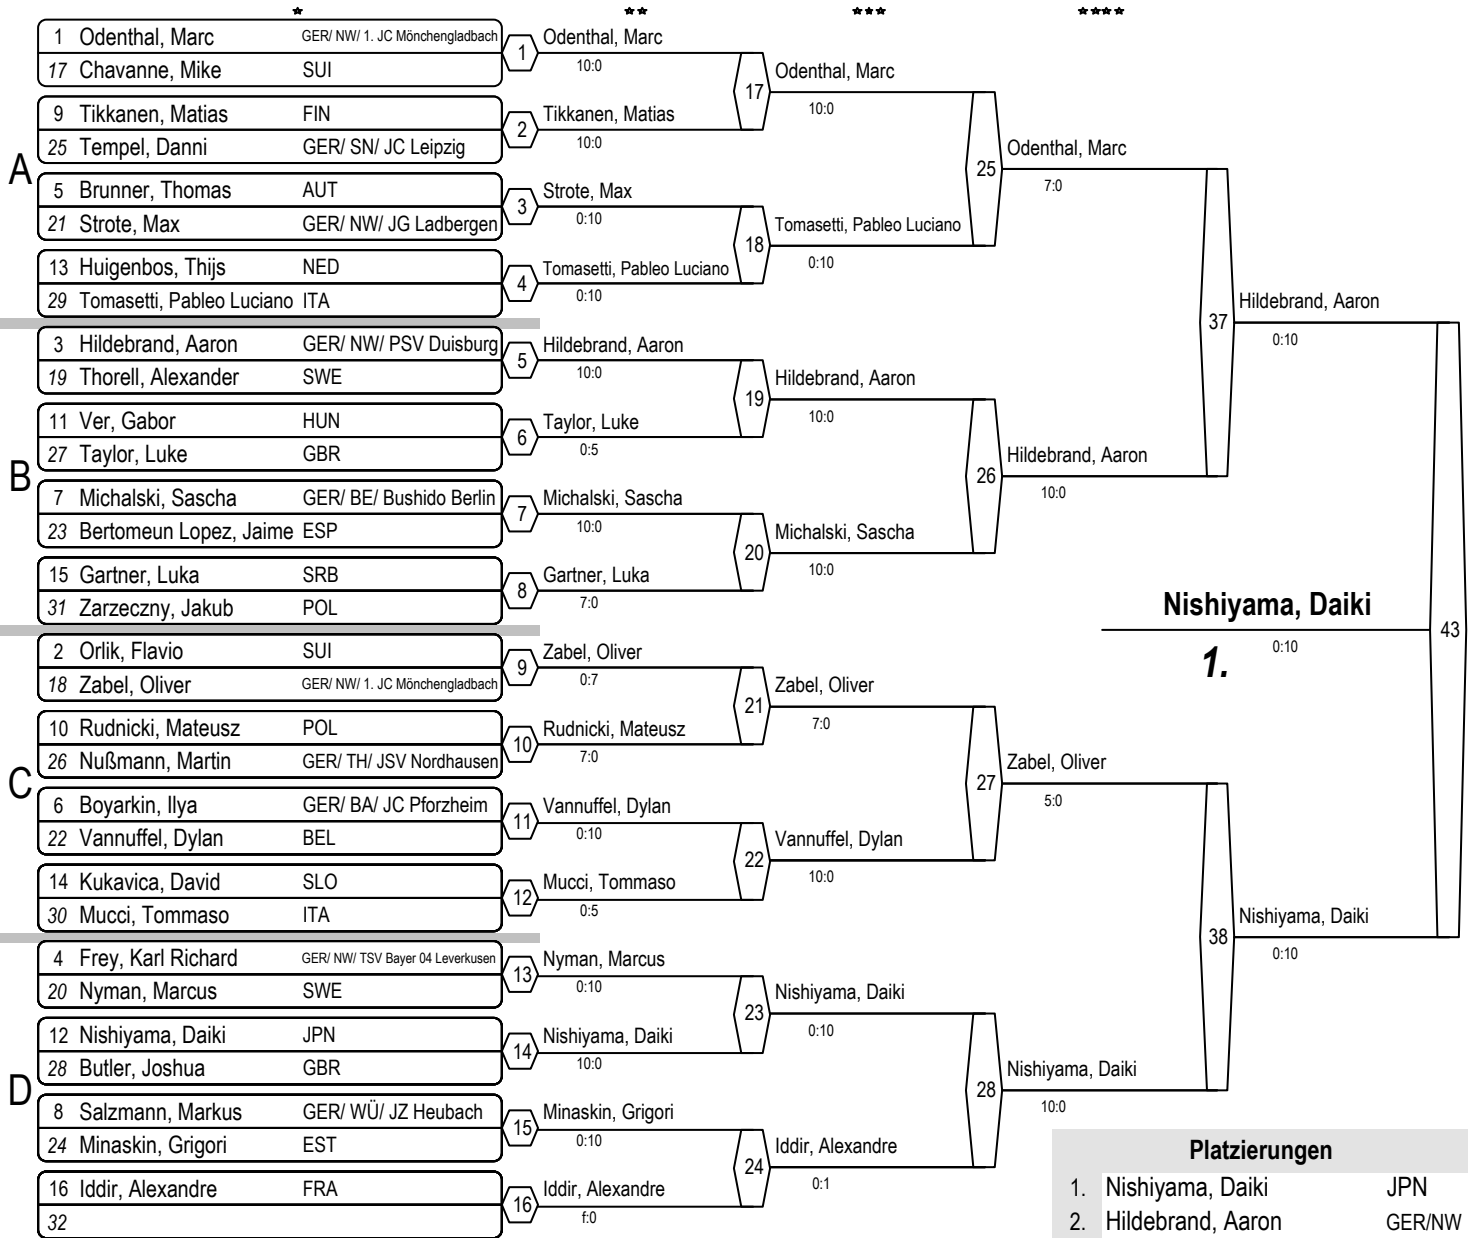 1 Odenthal, Marc GER/ NW/ 1. JC Mönchengladbach
17 Chavanne, Mike SUI
9 Tikkanen, Matias FIN
25 Tempel, Danni GER/ SN/ JC Leipzig
A
5 Brunner, Thomas AUT
21 Strote, Max GER/ NW/ JG Ladbergen
13 Huigenbos, Thijs NED
29 Tomasetti, Pableo Luciano ITA
3 Hildebrand, Aaron GER/ NW/ PSV Duisburg
19 Thorell, Alexander SWE
11 Ver, Gabor HUN
27 Taylor, Luke GBR
B
7 Michalski, Sascha GER/ BE/ Bushido Berlin
23 Bertomeun Lopez, Jaime ESP
15 Gartner, Luka SRB
31 Zarzeczny, Jakub POL
2 Orlik, Flavio SUI
18 Zabel, Oliver GER/ NW/ 1. JC Mönchengladbach
10 Rudnicki, Mateusz POL
26 Nußmann, Martin GER/ TH/ JSV Nordhausen
C
6 Boyarkin, Ilya GER/ BA/ JC Pforzheim
22 Vannuffel, Dylan BEL
14 Kukavica, David SLO
30 Mucci, Tommaso ITA
4 Frey, Karl Richard GER/ NW/ TSV Bayer 04 Leverkusen
20 Nyman, Marcus SWE
12 Nishiyama, Daiki JPN
28 Butler, Joshua GBR
D
8 Salzmann, Markus GER/ WÜ/ JZ Heubach
24 Minaskin, Grigori EST
16 Iddir, Alexandre FRA
32
1 Odenthal, Marc
10:0
2 Tikkanen, Matias
10:0
3 Strote, Max
0:10
4 Tomasetti, Pableo Luciano
0:10
5 Hildebrand, Aaron
10:0
6 Taylor, Luke
0:5
7 Michalski, Sascha
10:0
8 Gartner, Luka
7:0
9 Zabel, Oliver
0:7
10 Rudnicki, Mateusz
7:0
11 Vannuffel, Dylan
0:10
12 Mucci, Tommaso
0:5
13 Nyman, Marcus
0:10
14 Nishiyama, Daiki
10:0
15 Minaskin, Grigori
0:10
16 Iddir, Alexandre
f:0
17 Odenthal, Marc
10:0
18 Tomasetti, Pableo Luciano
0:10
19 Hildebrand, Aaron
10:0
20 Michalski, Sascha
10:0
21 Zabel, Oliver
7:0
22 Vannuffel, Dylan
10:0
23 Nishiyama, Daiki
0:10
24 Iddir, Alexandre
0:1
25 Odenthal, Marc
7:0
26 Hildebrand, Aaron
10:0
27 Zabel, Oliver
5:0
28 Nishiyama, Daiki
10:0
37 Hildebrand, Aaron
0:10
38 Nishiyama, Daiki
0:10
Nishiyama, Daiki 43
0:10
1.
Platzierungen
1. Nishiyama, Daiki JPN
2. Hildebrand, Aaron GER/NW